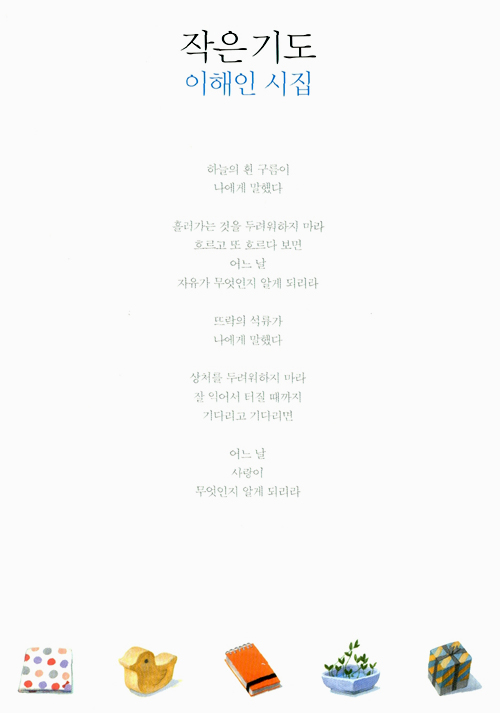 작은 기도
이해인 시집
하늘의 흰 구름이
나에게 말했다
흘러가는 것을 두려워하지 마라
흐르고 또 흐르다 보면
어느 날
자유가 무엇인지 알게 되리라
뜨락의 석류가
나에게 말했다
상처를 두려워하지 마라
잘 익어서 터질 때까지
기다리고 기다리면
어느 날
사랑이
무엇인지 알게 되리라